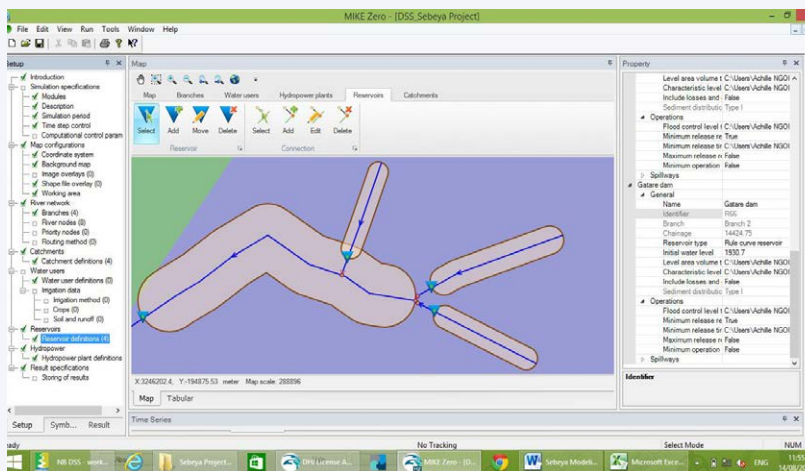 MIKE Zero - [DSS_Sebeya Project]
File Edit View Run Tools Window Help
Setup
Introduction
Simulation specifications
Modules
Description
Simulation period
Time step control
Computational control param
Map configurations
Coordinate system
Background map
Image overlays (0)
Shape file overlay (0)
Working area
River network
Branches (4)
River nodes (8)
Priority nodes (0)
Routing method (0)
Catchments
Catchment definitions (4)
Water users
Water user definitions (0)
Irrigation data
Irrigation method (0)
Crops (0)
Soil and runoff (0)
Reservoirs
Reservoir definitions (4)
Hydropower
Hydropower plant definitions
Result specifications
Storing of results
Setup Symb... Result
Map
Map Branches Water users Hydropower plants Reservoirs Catchments
Select Add Move Delete Select Add Edit Delete
Reservoir Connection
X:3246202.4, Y:-194875.53 meter Map scale: 288896
Map Tabular
Time Series
Property
Level area volume t C:\Users\Achille NGOI
Characteristic level C:\Users\Achille NGOI
Include losses and False
Sediment distributic Type I
Operations
Flood control level t C:\Users\Achille NGOI
Minimum release re True
Minimum release tir C:\Users\Achille NGOI
Maximum release n False
Minimum operation False
Spillways
Gatare dam
General
Name Gatare dam
Identifier R66
Branch Branch 2
Chainage 14424.75
Reservoir type Rule curve reservoir
Initial water level 1930.7
Level area volume t C:\Users\Achille NGOI
Characteristic level C:\Users\Achille NGOI
Include losses and False
Sediment distributic Type I
Operations
Flood control level t C:\Users\Achille NGOI
Minimum release re True
Minimum release tir C:\Users\Achille NGOI
Maximum release n False
Minimum operation False
Spillways
Identifier
eady No Tracking Select Mode NUM
NB DSS - work... Sebeya Project... DHI License A... MIKE Zero - [D... Sebeya Modeli... Microsoft Exce... ENG